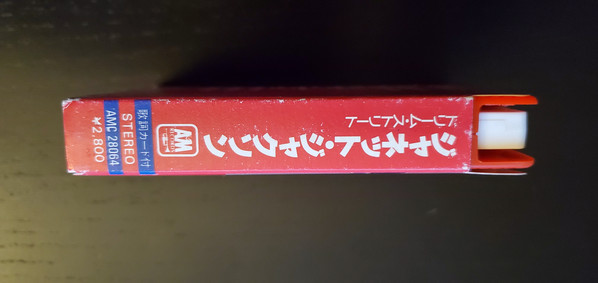 ドリーム・ストリート
ジャネット・ジャクソン
AM
歌詞カード付
STEREO
AMC 28064
¥2,800